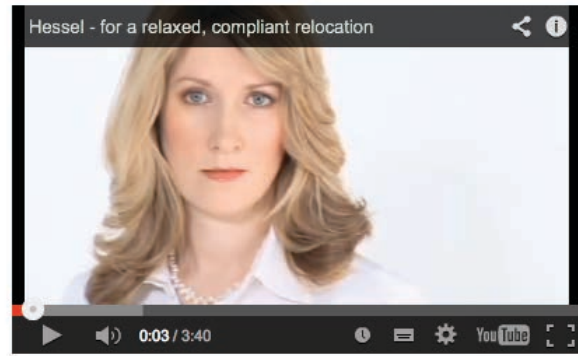 Hessel - for a relaxed, compliant relocation
0:03 / 3:40
YouTube